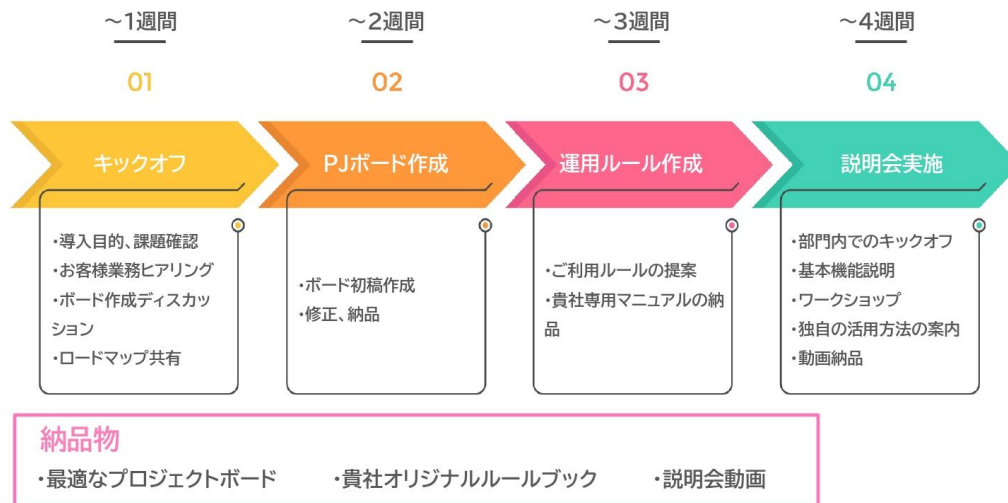 ～1週間
～2週間
～3週間
～4週間
01
02
03
04
キックオフ
PJボード作成
運用ルール作成
説明会実施
・導入目的、課題確認
・お客様業務ヒアリング
・ボード作成ディスカッ
ション
・ロードマップ共有
・ボード初稿作成
・修正、納品
・ご利用ルールの提案
・貴社専用マニュアルの納
品
・部門内でのキックオフ
・基本機能説明
・ワークショップ
・独自の活用方法の案内
・動画納品
納品物
・最適なプロジェクトボード ・貴社オリジナルルールブック ・説明会動画